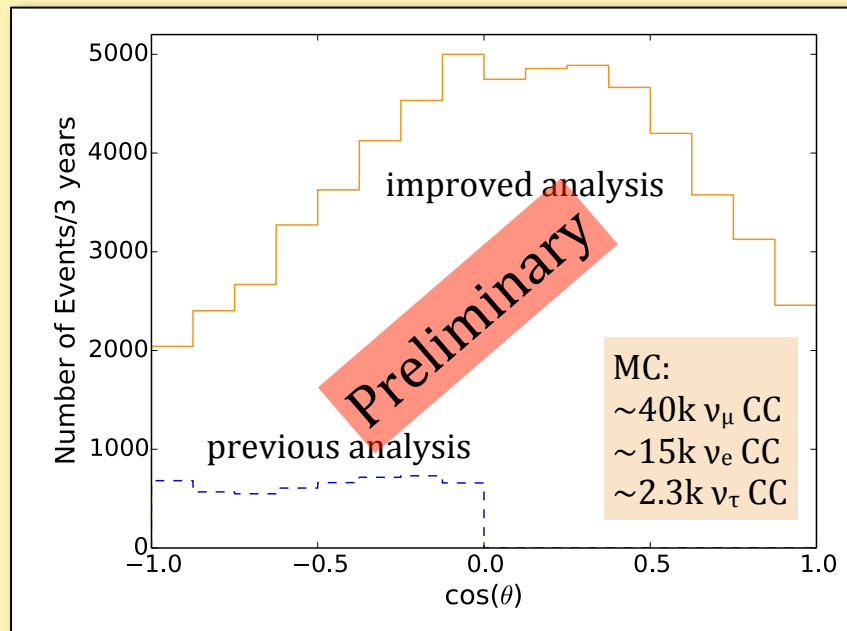 5000
4000
3000
2000
1000
0
Number of Events/3 years
improved analysis
Preliminary
previous analysis
MC:
~40k νμ CC
~15k νe CC
~2.3k ντ CC
−1.0 −0.5 0.0 0.5 1.0
cos(θ)